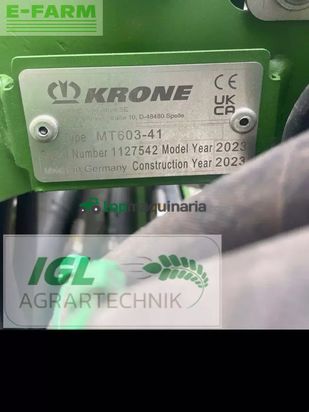 E-FARM
KRONE
10, D-48480 Spelle
Type MT603-41
Number 1127542 Model Year 2023
Made in Germany Construction Year 2023
CE
UK
CA
topmaquinaria
IGL
AGRARTECHNIK